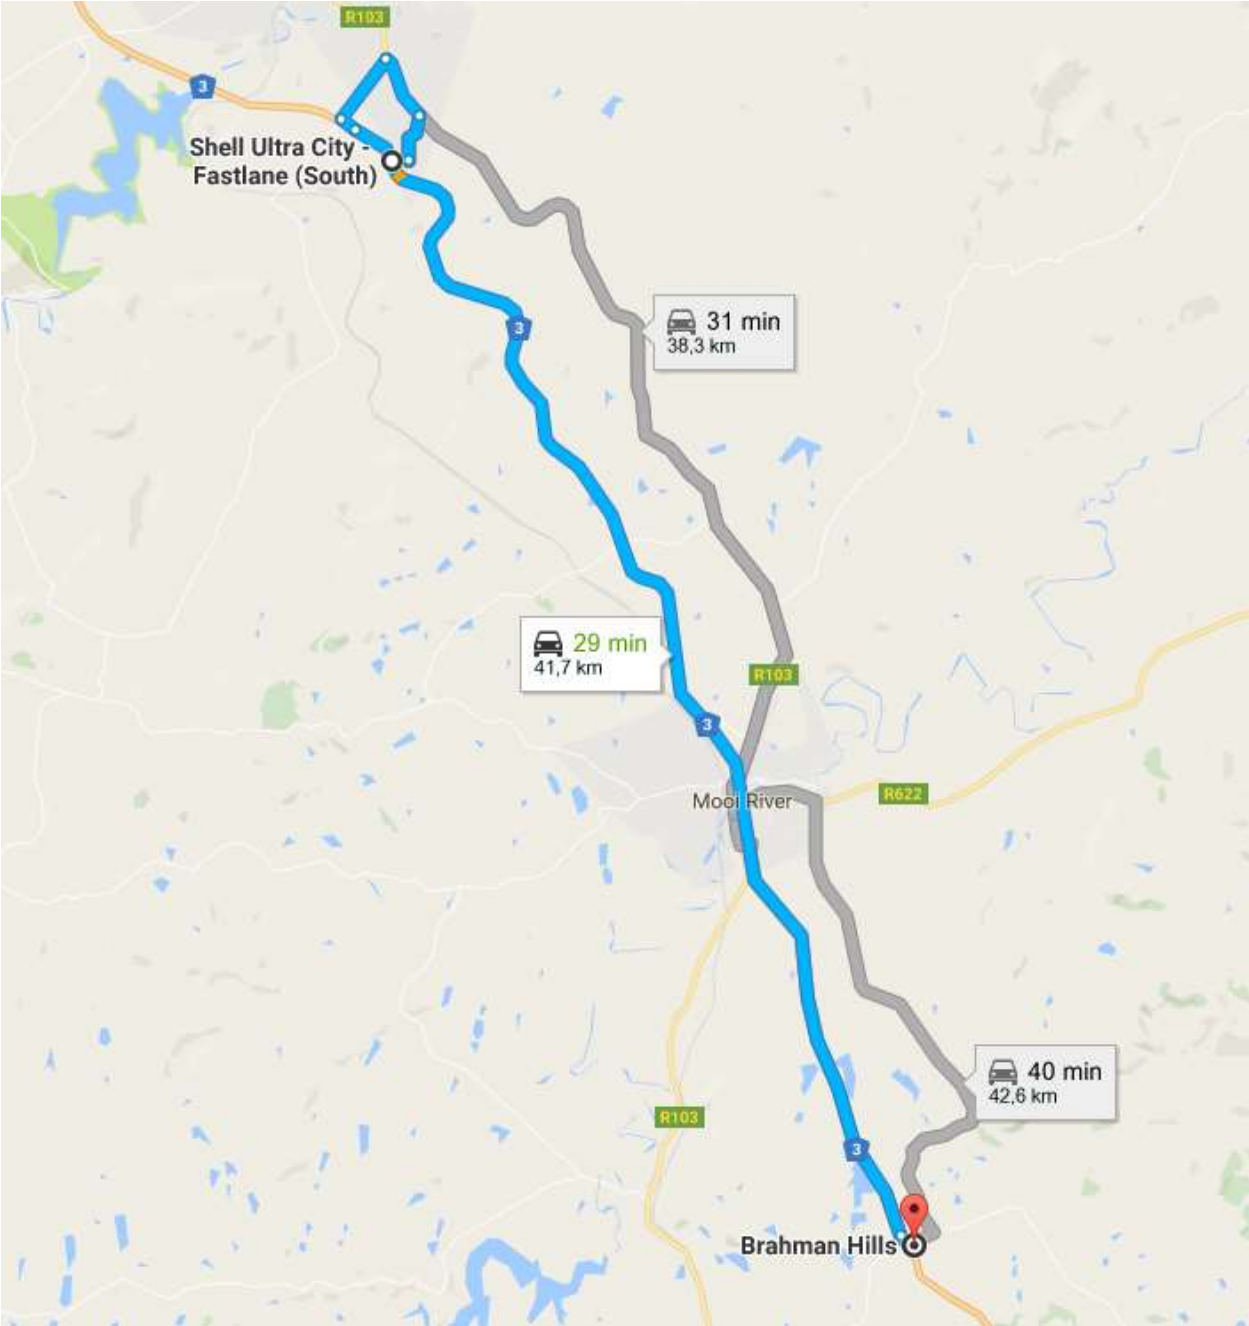 R103
3
Shell Ultra City -
Fastlane (South)
3
31 min
38,3 km
29 min
41,7 km
R103
3
Mooi River
R622
40 min
42,6 km
R103
3
Brahman Hills